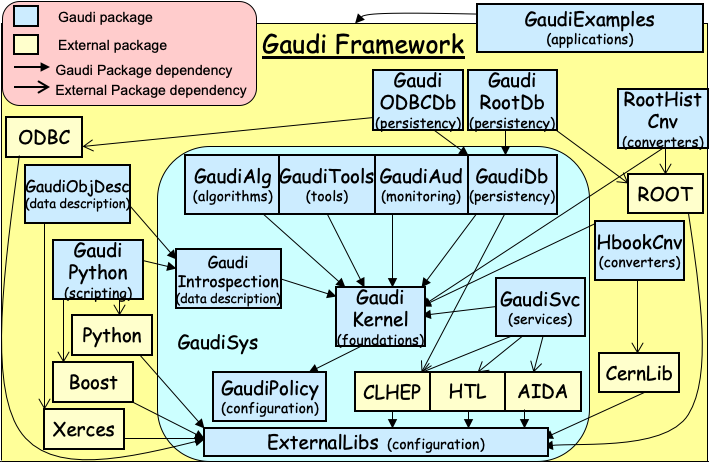 Gaudi package
External package
Gaudi Package dependency
External Package dependency
GaudiExamples
(applications)
Gaudi Framework
Gaudi
ODBCDb
(persistency)
Gaudi
RootDb
(persistency)
RootHist
Cnv
(converters)
ODBC
GaudiObjDesc
(data description)
GaudiAlg
(algorithms)
GaudiTools
(tools)
GaudiAud
(monitoring)
GaudiDb
(persistency)
ROOT
Gaudi
Python
(scripting)
Gaudi
Introspection
(data description)
HbookCnv
(converters)
Gaudi
Kernel
(foundations)
GaudiSvc
(services)
Python
GaudiSys
Boost
GaudiPolicy
(configuration)
CLHEP
HTL
AIDA
CernLib
Xerces
ExternalLibs (configuration)